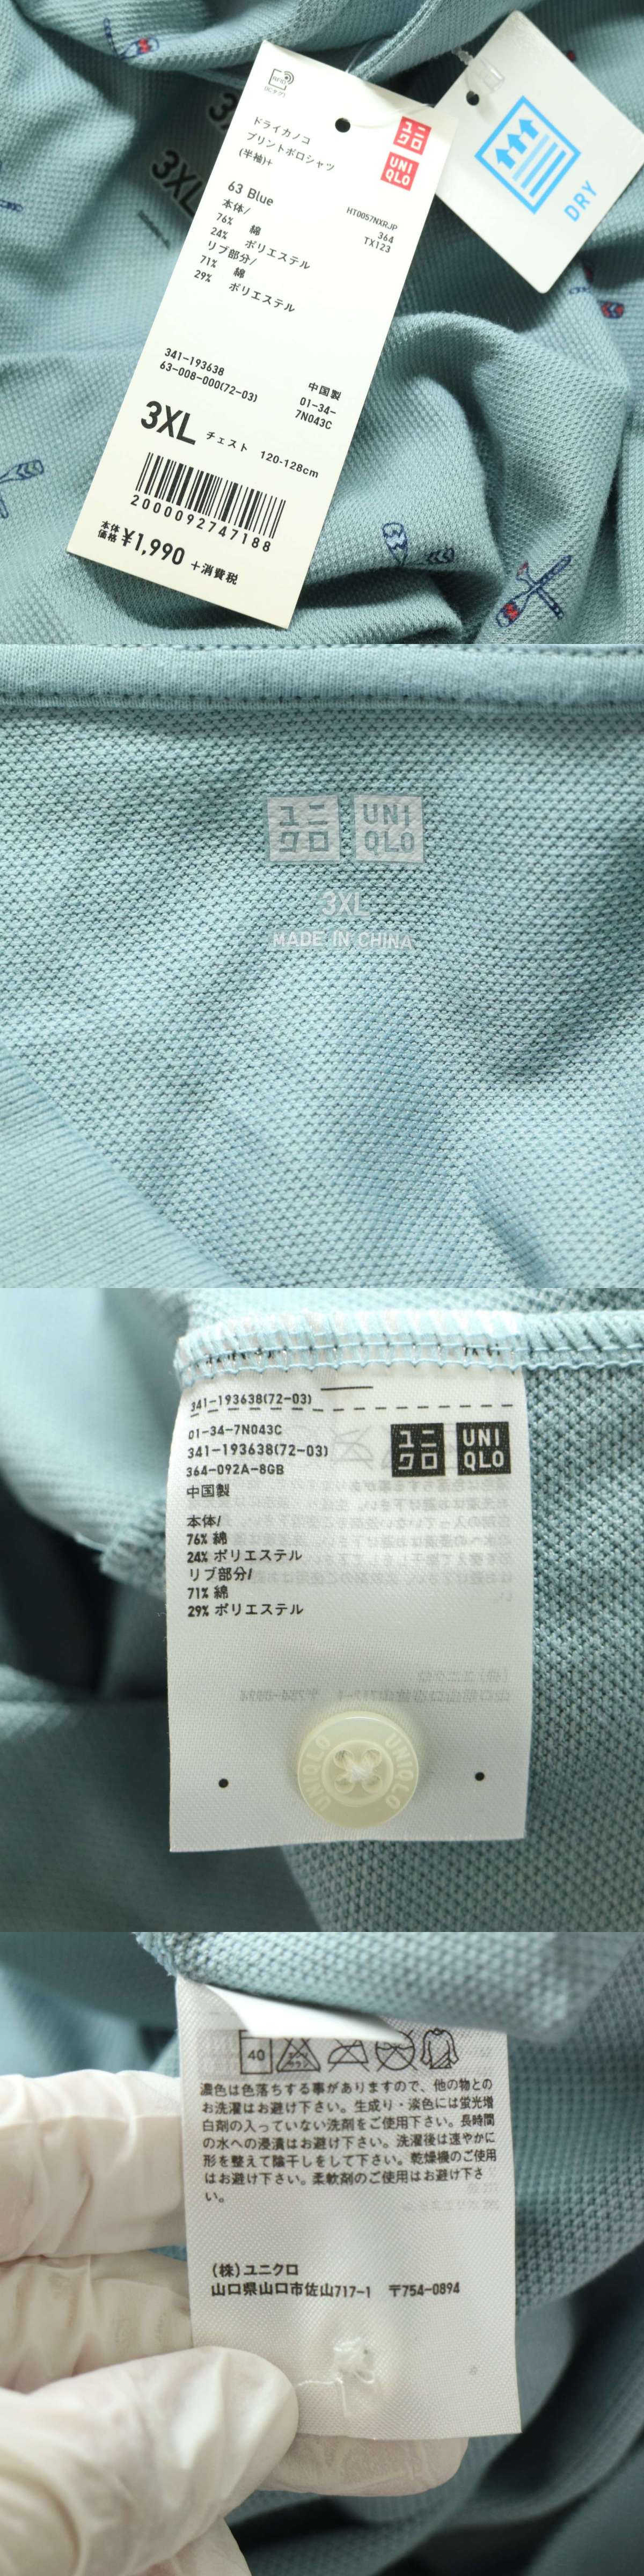 RFID
ドライカノコ
プリントポロシャツ
(半袖)+
ユニ
クロ
UNI
QLO
DRY
63 Blue
HT0057NXRJP
364
TX123
本体/
76% 綿
24% ポリエステル
リブ部分/
71% 綿
29% ポリエステル
341-193638
63-008-000(72-03)
中国製
01-34-
7N043C
3XL チェスト 120-128cm
2000092747188
本体
価格 ¥1,990 +消費税
3XL
ユニ
クロ
UNI
QLO
3XL
MADE IN CHINA
341-193638(72-03)
01-34-7N043C
341-193638(72-03)
364-092A-8GB
中国製
ユニ
クロ
UNI
QLO
本体/
76% 綿
24% ポリエステル
リブ部分/
71% 綿
29% ポリエステル
UNIQLO
UNIQLO
40
濃色は色落ちする事がありますので、他の物との
お洗濯はお避け下さい。生成り・淡色には蛍光増
白剤の入っていない洗剤をご使用下さい。長時間
の水への浸漬はお避け下さい。洗濯後は速やかに
形を整えて陰干しをして下さい。乾燥機のご使用
はお避け下さい。柔軟剤のご使用はお避け下さ
い。
(株)ユニクロ
山口県山口市佐山717-1 〒754-0894